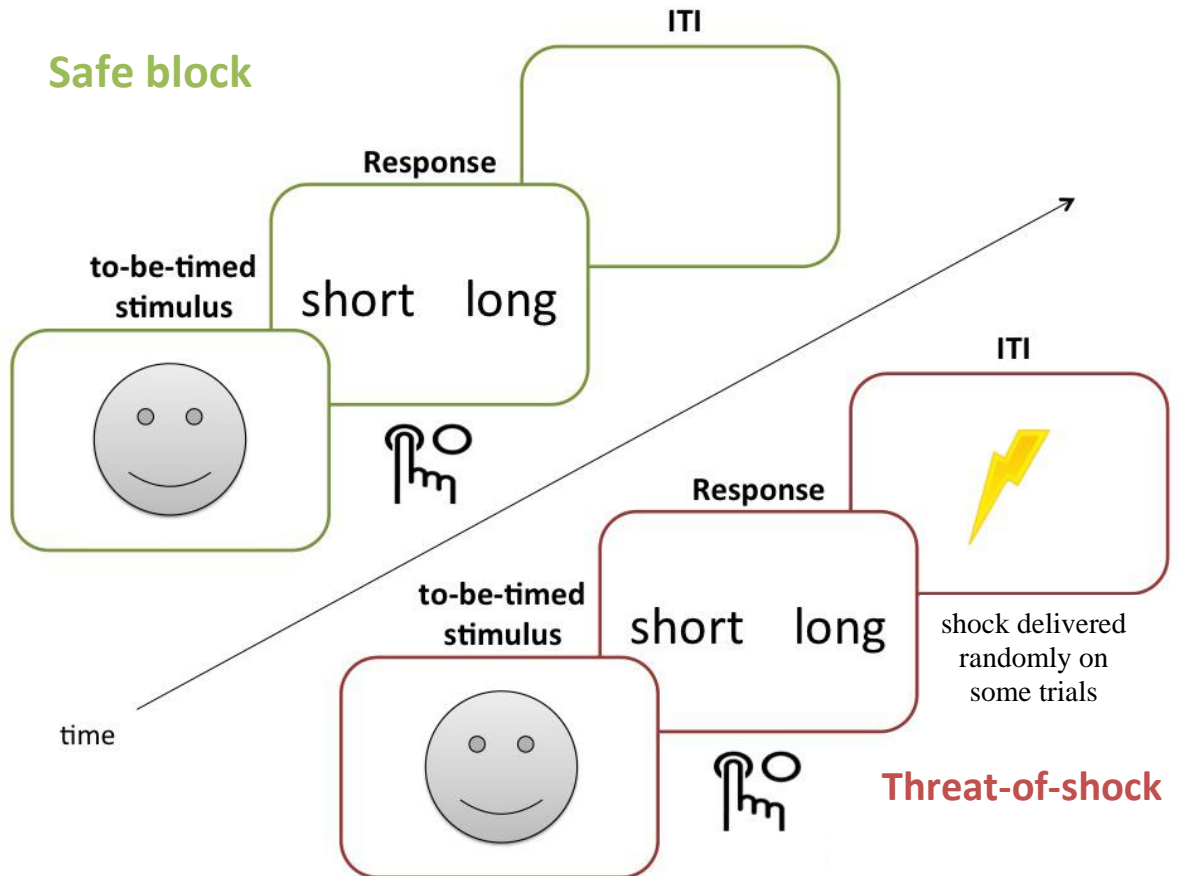 Safe block
ITI
Response
to-be-timed
stimulus
short long
ITI
Response
to-be-timed
stimulus
short long
shock delivered
randomly on
some trials
time
Threat-of-shock